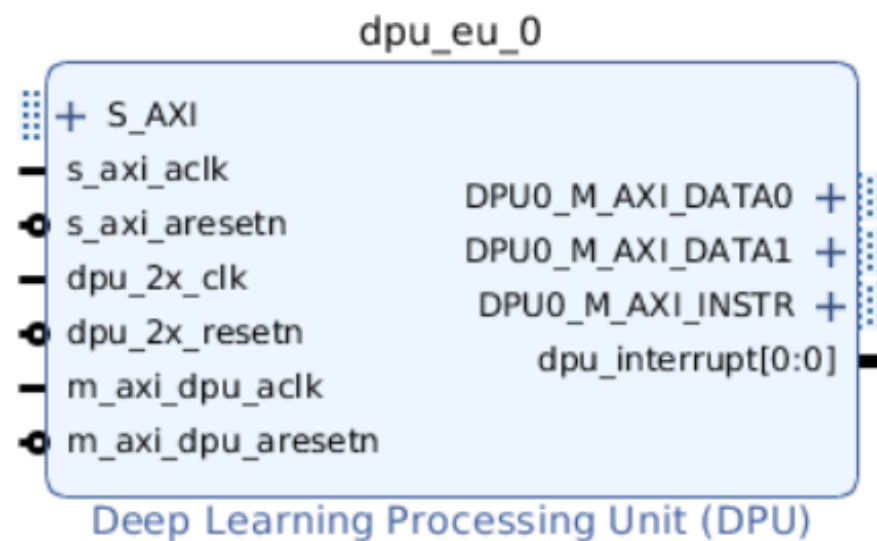 dpu_eu_0
S_AXI
s_axi_aclk
s_axi_aresetn
dpu_2x_clk
dpu_2x_resetn
m_axi_dpu_aclk
m_axi_dpu_aresetn
DPU0_M_AXI_DATA0
DPU0_M_AXI_DATA1
DPU0_M_AXI_INSTR
dpu_interrupt[0:0]
Deep Learning Processing Unit (DPU)